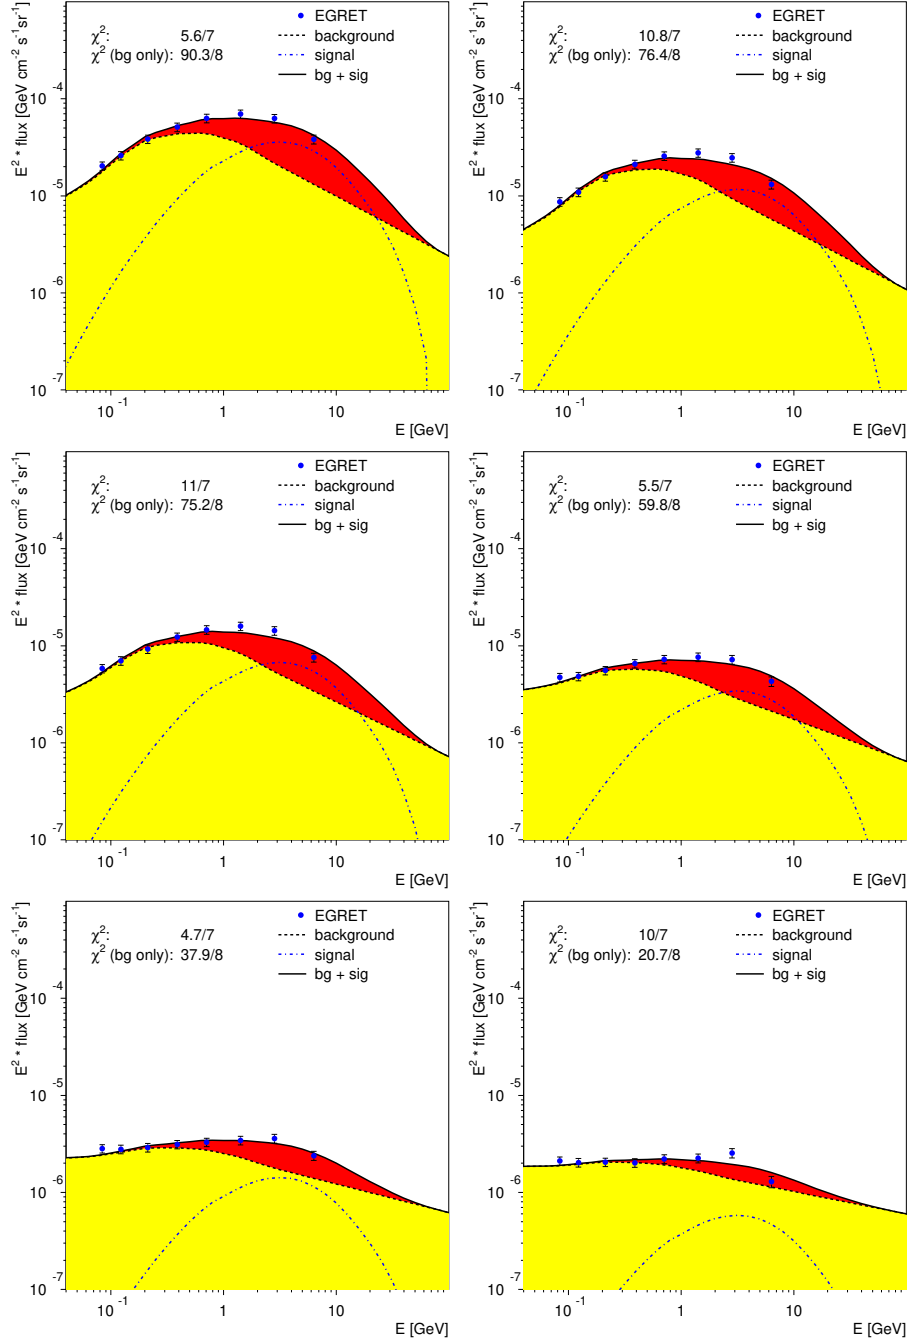 EGRET
χ²: 5.6/7
background
χ² (bg only): 90.3/8
signal
bg + sig
E² * flux [GeV cm⁻² s⁻¹sr⁻¹]
10⁻⁴
10⁻⁵
10⁻⁶
10⁻⁷
10⁻¹ 1 10
E [GeV]
EGRET
χ²: 10.8/7
background
χ² (bg only): 76.4/8
signal
bg + sig
E² * flux [GeV cm⁻² s⁻¹sr⁻¹]
10⁻⁴
10⁻⁵
10⁻⁶
10⁻⁷
10⁻¹ 1 10
E [GeV]
EGRET
χ²: 11/7
background
χ² (bg only): 75.2/8
signal
bg + sig
E² * flux [GeV cm⁻² s⁻¹sr⁻¹]
10⁻⁴
10⁻⁵
10⁻⁶
10⁻⁷
10⁻¹ 1 10
E [GeV]
EGRET
χ²: 5.5/7
background
χ² (bg only): 59.8/8
signal
bg + sig
E² * flux [GeV cm⁻² s⁻¹sr⁻¹]
10⁻⁴
10⁻⁵
10⁻⁶
10⁻⁷
10⁻¹ 1 10
E [GeV]
EGRET
χ²: 4.7/7
background
χ² (bg only): 37.9/8
signal
bg + sig
E² * flux [GeV cm⁻² s⁻¹sr⁻¹]
10⁻⁴
10⁻⁵
10⁻⁶
10⁻⁷
10⁻¹ 1 10
E [GeV]
EGRET
χ²: 10/7
background
χ² (bg only): 20.7/8
signal
bg + sig
E² * flux [GeV cm⁻² s⁻¹sr⁻¹]
10⁻⁴
10⁻⁵
10⁻⁶
10⁻⁷
10⁻¹ 1 10
E [GeV]